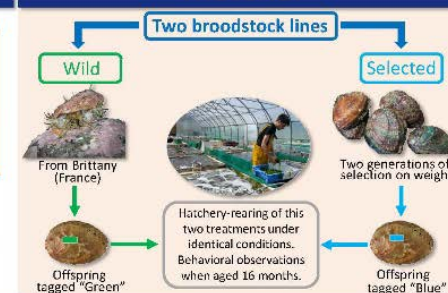 Two broodstock lines
Wild
Selected
From Brittany
(France)
Two generations of
selection on weight
Hatchery-rearing of this
two treatments under
identical conditions.
Behavioral observations
when aged 16 months.
Offspring
tagged "Green"
Offspring
tagged "Blue"